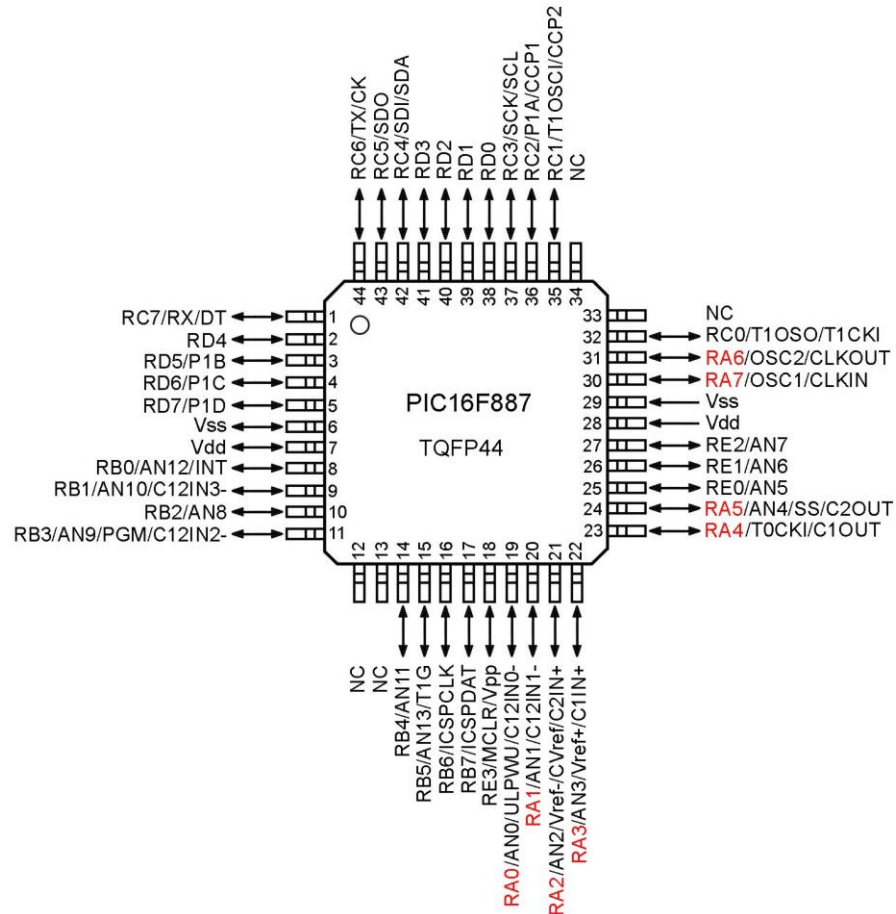 RC6/TX/CK
RC5/SDO
RC4/SDI/SDA
RD3
RD2
RD1
RD0
RC3/SCK/SCL
RC2/P1A/CCP1
RC1/T1OSCI/CCP2
NC
44
43
42
41
40
39
38
37
36
35
34
RC7/RX/DT 1
RD4 2
RD5/P1B 3
RD6/P1C 4
RD7/P1D 5
Vss 6
Vdd 7
RB0/AN12/INT 8
RB1/AN10/C12IN3- 9
RB2/AN8 10
RB3/AN9/PGM/C12IN2- 11
PIC16F887
TQFP44
33 NC
32 RC0/T1OSO/T1CKI
31 RA6/OSC2/CLKOUT
30 RA7/OSC1/CLKIN
29 Vss
28 Vdd
27 RE2/AN7
26 RE1/AN6
25 RE0/AN5
24 RA5/AN4/SS/C2OUT
23 RA4/T0CKI/C1OUT
12
13
14
15
16
17
18
19
20
21
22
NC
NC
RB4/AN11
RB5/AN13/T1G
RB6/ICSPCLK
RB7/ICSPDAT
RE3/MCLR/Vpp
RA0/AN0/ULPWU/C12IN0-
RA1/AN1/C12IN1-
RA2/AN2/Vref-/CVref/C2IN+
RA3/AN3/Vref+/C1IN+